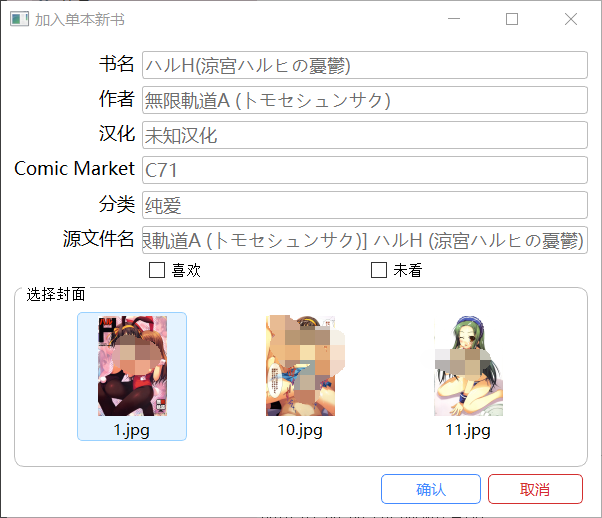 加入单本新书
书名 ハルH(涼宮ハルヒの憂鬱)
作者 無限軌道A (トモセシュンサク)
汉化 未知汉化
Comic Market C71
分类 纯爱
源文件名 限軌道A (トモセシュンサク)] ハルH (涼宮ハルヒの憂鬱)
喜欢 未看
选择封面
1.jpg 10.jpg 11.jpg
确认 取消